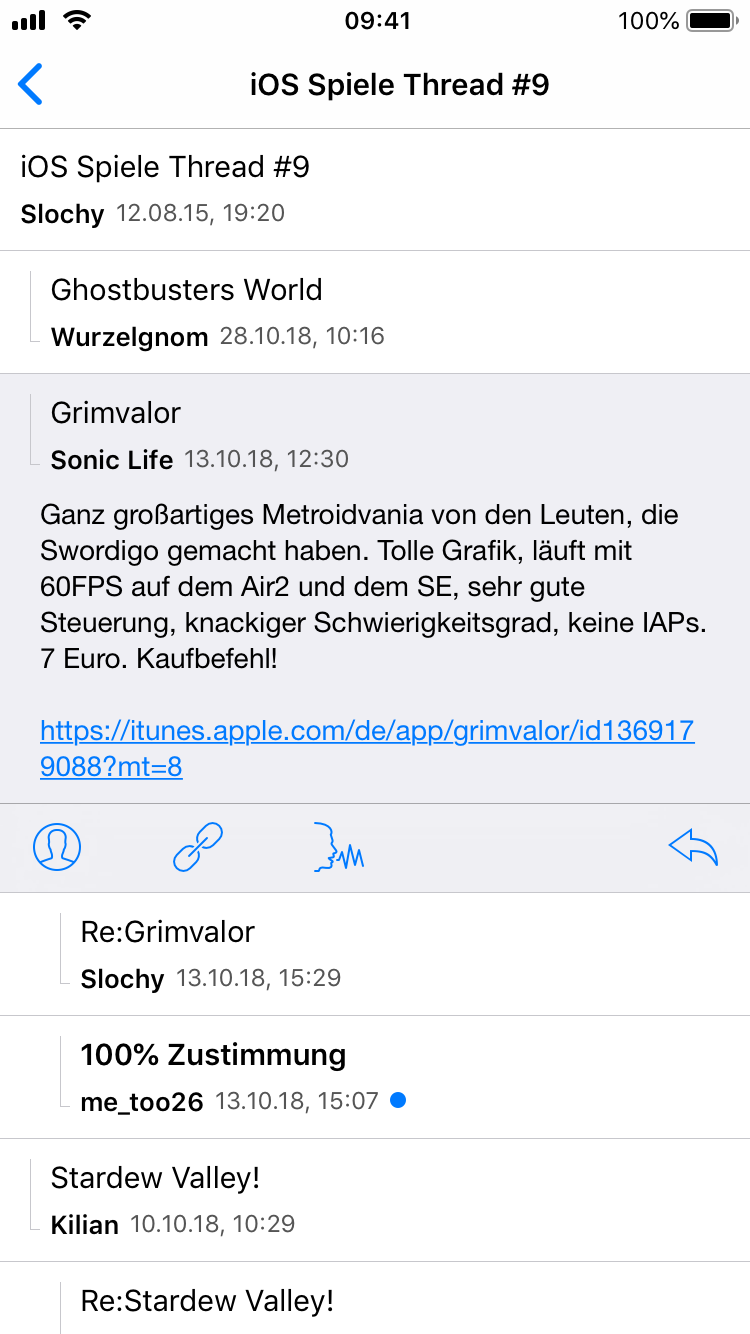 09:41
100%
iOS Spiele Thread #9
iOS Spiele Thread #9
Slochy 12.08.15, 19:20
Ghostbusters World
Wurzelgnom 28.10.18, 10:16
Grimvalor
Sonic Life 13.10.18, 12:30
Ganz großartiges Metroidvania von den Leuten, die
Swordigo gemacht haben. Tolle Grafik, läuft mit
60FPS auf dem Air2 und dem SE, sehr gute
Steuerung, knackiger Schwierigkeitsgrad, keine IAPs.
7 Euro. Kaufbefehl!
https://itunes.apple.com/de/app/grimvalor/id136917
9088?mt=8
Re:Grimvalor
Slochy 13.10.18, 15:29
100% Zustimmung
me_too26 13.10.18, 15:07
Stardew Valley!
Kilian 10.10.18, 10:29
Re:Stardew Valley!